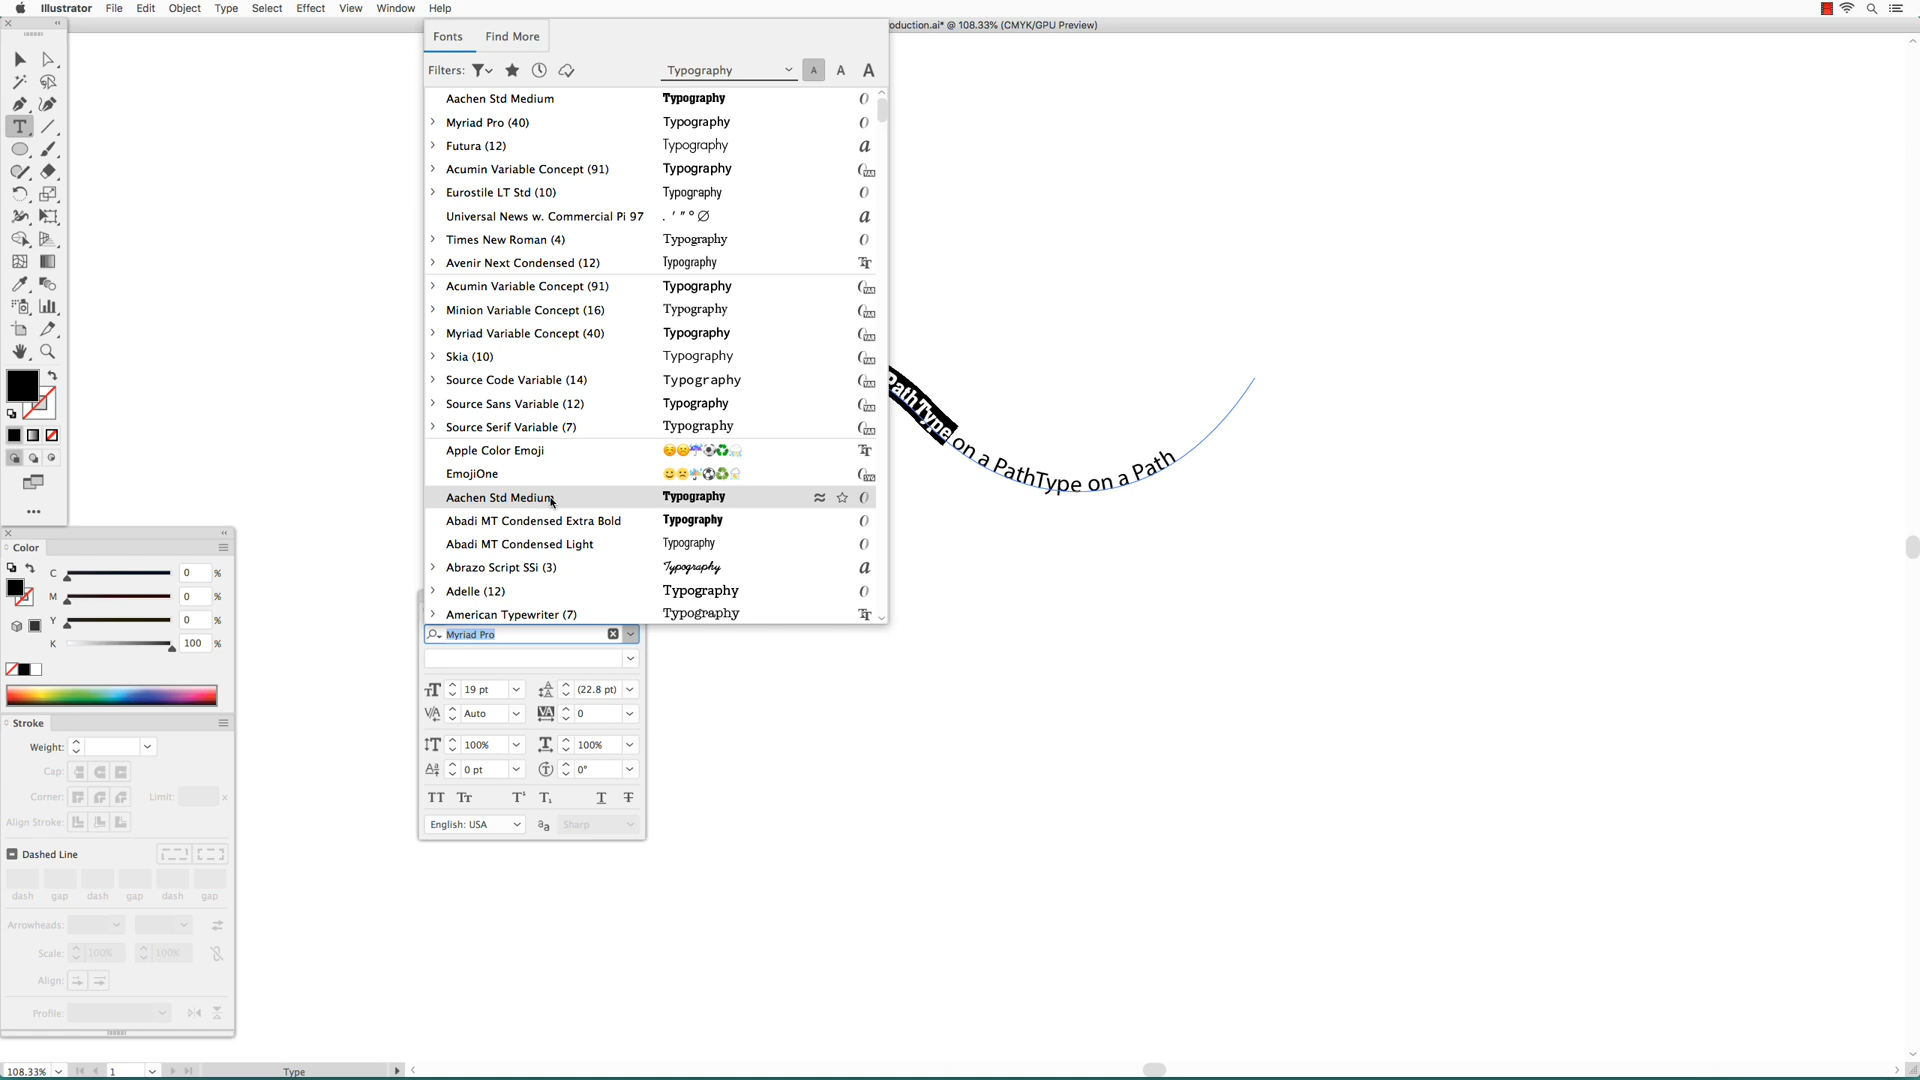 Illustrator File Edit Object Type Select Effect View Window Help
oduction.ai* @ 108.33% (CMYK/GPU Preview)
Fonts Find More
Filters: Typography A A A
Aachen Std Medium Typography
Myriad Pro (40) Typography
Futura (12) Typography
Acumin Variable Concept (91) Typography
Eurostile LT Std (10) Typography
Universal News w. Commercial Pi 97 . ′ ″ ° ∅
Times New Roman (4) Typography
Avenir Next Condensed (12) Typography
Acumin Variable Concept (91) Typography
Minion Variable Concept (16) Typography
Myriad Variable Concept (40) Typography
Skia (10) Typography
Source Code Variable (14) Typography
Source Sans Variable (12) Typography
Source Serif Variable (7) Typography
Apple Color Emoji
EmojiOne
Aachen Std Medium Typography
Abadi MT Condensed Extra Bold Typography
Abadi MT Condensed Light Typography
Abrazo Script SSi (3) Typography
Adelle (12) Typography
American Typewriter (7) Typography
Myriad Pro
19 pt (22.8 pt)
Auto 0
100% 100%
0 pt 0°
English: USA Sharp
PathType on a PathType on a Path
Color
C 0 %
M 0 %
Y 0 %
K 100 %
Stroke
Weight:
Cap:
Corner: Limit: x
Align Stroke:
Dashed Line
dash gap dash gap dash gap
Arrowheads:
Scale: 100% 100%
Align:
Profile:
108.33% 1 Type